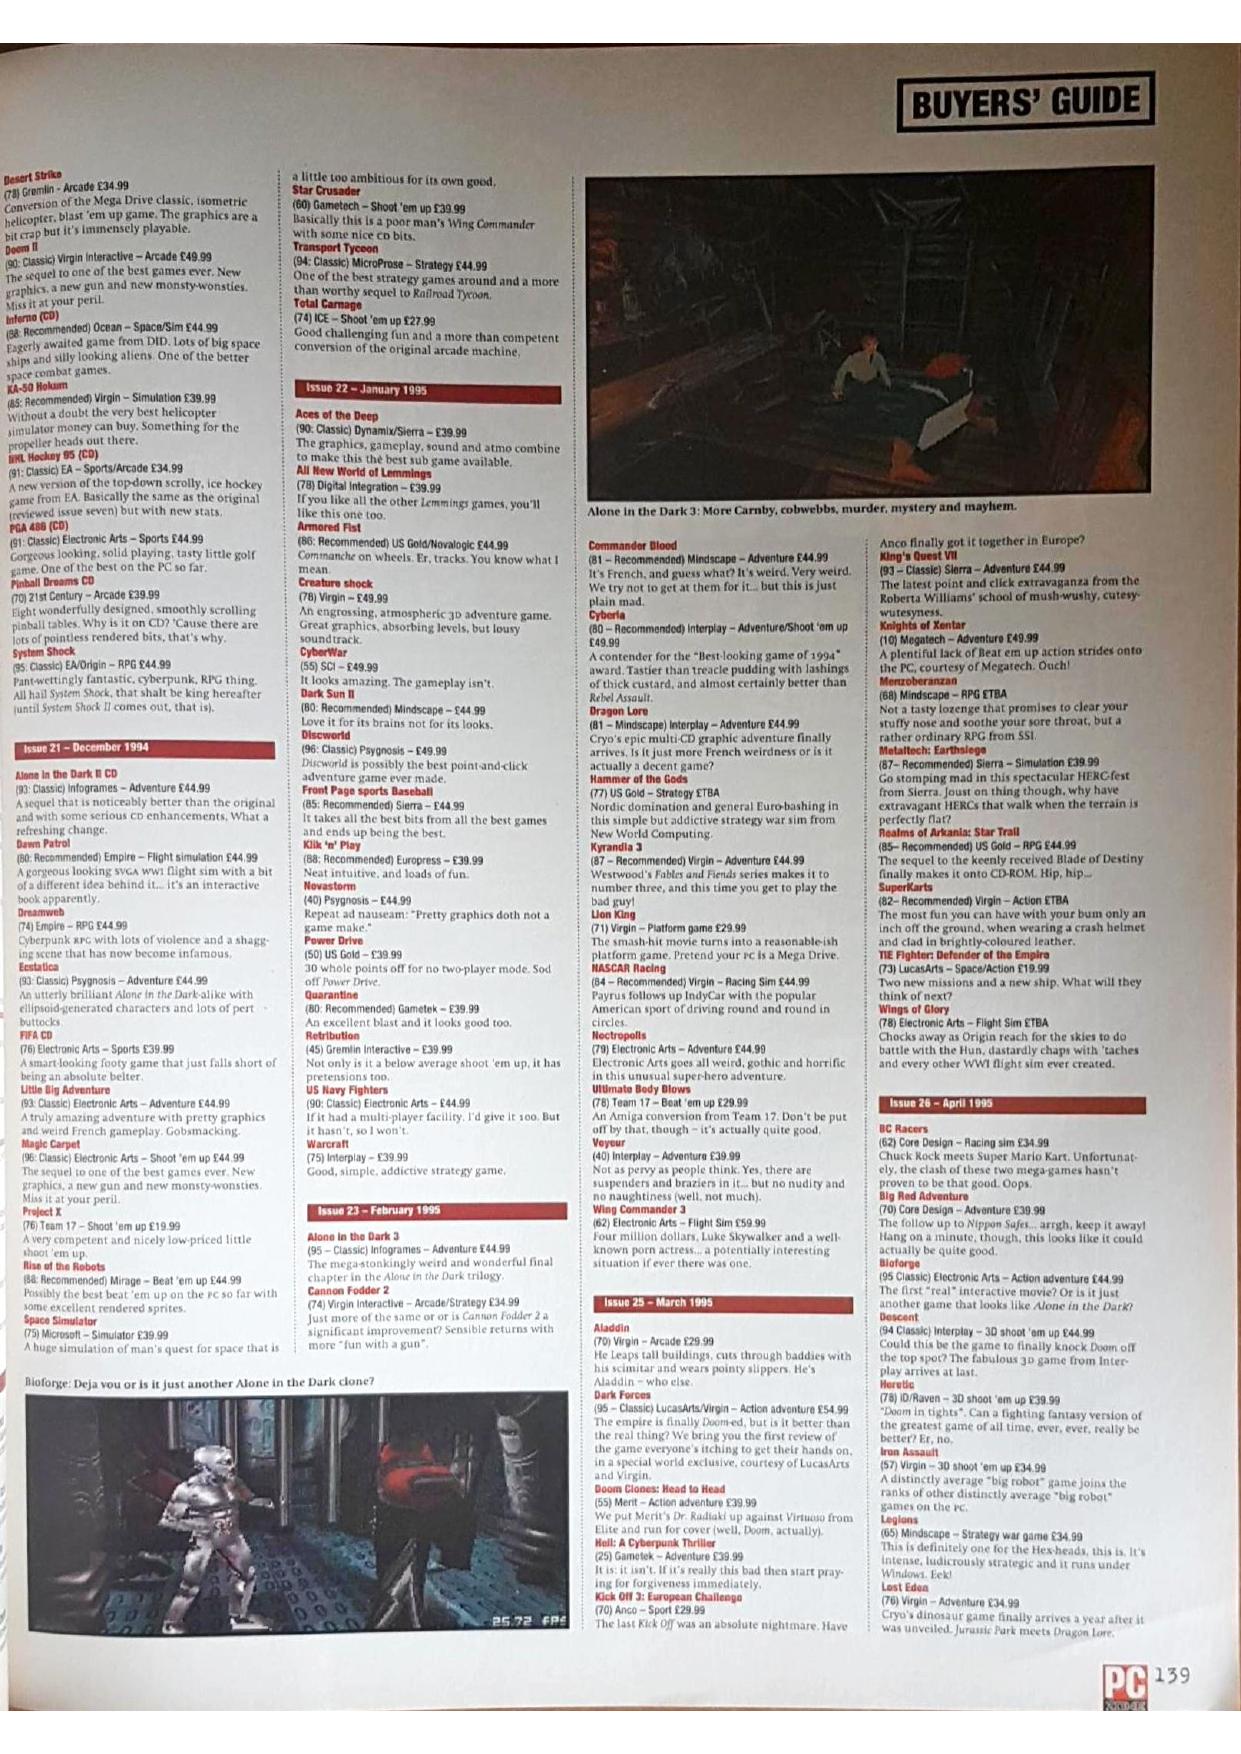 BUYERS' GUIDE
Desert Strike
(78) Gremlin - Arcade £34.99
Conversion of the Mega Drive classic, isometric
helicopter, blast 'em up game. The graphics are a
bit crap but it's immensely playable.
Doom II
(90: Classic) Virgin Interactive – Arcade £49.99
The sequel to one of the best games ever. New
graphics, a new gun and new monsty-wonsties.
Miss it at your peril.
Inferno (CD)
(88: Recommended) Ocean – Space/Sim £44.99
Eagerly awaited game from DID. Lots of big space
ships and silly looking aliens. One of the better
space combat games.
KA-50 Hokum
(85: Recommended) Virgin – Simulation £39.99
Without a doubt the very best helicopter
simulator money can buy. Something for the
propeller heads out there.
NHL Hockey 95 (CD)
(91: Classic) EA – Sports/Arcade £34.99
A new version of the top-down scrolly, ice hockey
game from EA. Basically the same as the original
(reviewed issue seven) but with new stats.
PGA 486 (CD)
(91: Classic) Electronic Arts – Sports £44.99
Gorgeous looking, solid playing, tasty little golf
game. One of the best on the PC so far.
Pinball Dreams CD
(70) 21st Century – Arcade £39.99
Eight wonderfully designed, smoothly scrolling
pinball tables. Why is it on CD? 'Cause there are
lots of pointless rendered bits, that's why.
System Shock
(95: Classic) EA/Origin – RPG £44.99
Pant-wettingly fantastic, cyberpunk, RPG thing.
All hail System Shock, that shalt be king hereafter
(until System Shock II comes out, that is).
Issue 21 – December 1994
Alone in the Dark II CD
(93: Classic) Infogrames – Adventure £44.99
A sequel that is noticeably better than the original
and with some serious CD enhancements. What a
refreshing change.
Dawn Patrol
(80: Recommended) Empire – Flight simulation £44.99
A gorgeous looking SVGA WW1 flight sim with a bit
of a different idea behind it... it's an interactive
book apparently.
Dreamweb
(74) Empire – RPG £44.99
Cyberpunk RPG with lots of violence and a shagg-
ing scene that has now become infamous.
Ecstatica
(93: Classic) Psygnosis – Adventure £44.99
An utterly brilliant Alone in the Dark-alike with
ellipsoid-generated characters and lots of pert
buttocks
FIFA CD
(76) Electronic Arts – Sports £39.99
A smart-looking footy game that just falls short of
being an absolute belter.
Little Big Adventure
(93: Classic) Electronic Arts – Adventure £44.99
A truly amazing adventure with pretty graphics
and weird French gameplay. Gobsmacking.
Magic Carpet
(96: Classic) Electronic Arts – Shoot 'em up £44.99
The sequel to one of the best games ever. New
graphics, a new gun and new monsty-wonsties.
Miss it at your peril.
Project X
(76) Team 17 – Shoot 'em up £19.99
A very competent and nicely low-priced little
shoot 'em up.
Rise of the Robots
(88: Recommended) Mirage – Beat 'em up £44.99
Possibly the best beat 'em up on the PC so far with
some excellent rendered sprites.
Space Simulator
(75) Microsoft – Simulator £39.99
A huge simulation of man's quest for space that is
a little too ambitious for its own good.
Star Crusader
(60) Gametech – Shoot 'em up £39.99
Basically this is a poor man's Wing Commander
with some nice CD bits.
Transport Tycoon
(94: Classic) MicroProse – Strategy £44.99
One of the best strategy games around and a more
than worthy sequel to Railroad Tycoon.
Total Carnage
(74) ICE – Shoot 'em up £27.99
Good challenging fun and a more than competent
conversion of the original arcade machine.
Issue 22 – January 1995
Aces of the Deep
(90: Classic) Dynamix/Sierra – £39.99
The graphics, gameplay, sound and atmo combine
to make this the best sub game available.
All New World of Lemmings
(78) Digital Integration – £39.99
If you like all the other Lemmings games, you'll
like this one too.
Armored Fist
(86: Recommended) US Gold/Novalogic £44.99
Commanche on wheels. Er, tracks. You know what I
mean.
Creature shock
(78) Virgin – £49.99
An engrossing, atmospheric 3D adventure game.
Great graphics, absorbing levels, but lousy
soundtrack.
CyberWar
(55) SCI – £49.99
It looks amazing. The gameplay isn't.
Dark Sun II
(80: Recommended) Mindscape – £44.99
Love it for its brains not for its looks.
Discworld
(96: Classic) Psygnosis – £49.99
Discworld is possibly the best point-and-click
adventure game ever made.
Front Page sports Baseball
(85: Recommended) Sierra – £44.99
It takes all the best bits from all the best games
and ends up being the best.
Klik 'n' Play
(88: Recommended) Europress – £39.99
Neat intuitive, and loads of fun.
Novastorm
(40) Psygnosis – £44.99
Repeat ad nauseam: "Pretty graphics doth not a
game make."
Power Drive
(50) US Gold – £39.99
30 whole points off for no two-player mode. Sod
off Power Drive.
Quarantine
(80: Recommended) Gametek – £39.99
An excellent blast and it looks good too.
Retribution
(45) Gremlin Interactive – £39.99
Not only is it a below average shoot 'em up, it has
pretensions too.
US Navy Fighters
(90: Classic) Electronic Arts – £44.99
If it had a multi-player facility. I'd give it 100. But
it hasn't, so I won't.
Warcraft
(75) Interplay – £39.99
Good, simple, addictive strategy game.
Issue 23 – February 1995
Alone in the Dark 3
(95 – Classic) Infogrames – Adventure £44.99
The mega-stonkingly weird and wonderful final
chapter in the Alone in the Dark trilogy.
Cannon Fodder 2
(74) Virgin Interactive – Arcade/Strategy £34.99
Just more of the same or or is Cannon Fodder 2 a
significant improvement? Sensible returns with
more "fun with a gun".
Bioforge: Deja vou or is it just another Alone in the Dark clone?
25.72 FPS
Alone in the Dark 3: More Carnby, cobwebbs, murder, mystery and mayhem.
Commander Blood
(81 – Recommended) Mindscape – Adventure £44.99
It's French, and guess what? It's weird. Very weird.
We try not to get at them for it... but this is just
plain mad.
Cyberia
(80 – Recommended) Interplay – Adventure/Shoot 'em up
£49.99
A contender for the "Best-looking game of 1994"
award. Tastier than treacle pudding with lashings
of thick custard, and almost certainly better than
Rebel Assault.
Dragon Lore
(81 – Mindscape) Interplay – Adventure £44.99
Cryo's epic multi-CD graphic adventure finally
arrives. Is it just more French weirdness or is it
actually a decent game?
Hammer of the Gods
(77) US Gold – Strategy £TBA
Nordic domination and general Euro-bashing in
this simple but addictive strategy war sim from
New World Computing.
Kyrandia 3
(87 – Recommended) Virgin – Adventure £44.99
Westwood's Fables and Fiends series makes it to
number three, and this time you get to play the
bad guy!
Lion King
(71) Virgin – Platform game £29.99
The smash-hit movie turns into a reasonable-ish
platform game. Pretend your PC is a Mega Drive.
NASCAR Racing
(84 – Recommended) Virgin – Racing Sim £44.99
Payrus follows up IndyCar with the popular
American sport of driving round and round in
circles.
Noctropolis
(79) Electronic Arts – Adventure £44.99
Electronic Arts goes all weird, gothic and horrific
in this unusual super-hero adventure.
Ultimate Body Blows
(78) Team 17 – Beat 'em up £29.99
An Amiga conversion from Team 17. Don't be put
off by that, though – it's actually quite good.
Voyeur
(40) Interplay – Adventure £39.99
Not as pervy as people think. Yes, there are
suspenders and braziers in it... but no nudity and
no naughtiness (well, not much).
Wing Commander 3
(62) Electronic Arts – Flight Sim £59.99
Four million dollars, Luke Skywalker and a well-
known porn actress... a potentially interesting
situation if ever there was one.
Issue 25 – March 1995
Aladdin
(70) Virgin – Arcade £29.99
He Leaps tall buildings, cuts through baddies with
his scimitar and wears pointy slippers. He's
Aladdin – who else.
Dark Forces
(95 – Classic) LucasArts/Virgin – Action adventure £54.99
The empire is finally Doom-ed, but is it better than
the real thing? We bring you the first review of
the game everyone's itching to get their hands on,
in a special world exclusive, courtesy of LucasArts
and Virgin.
Doom Clones: Head to Head
(55) Merit – Action adventure £39.99
We put Merit's Dr. Radiaki up against Virtuoso from
Elite and run for cover (well, Doom, actually).
Hell: A Cyberpunk Thriller
(25) Gametek – Adventure £39.99
It is: it isn't. If it's really this bad then start pray-
ing for forgiveness immediately.
Kick Off 3: European Challenge
(70) Anco – Sport £29.99
The last Kick Off was an absolute nightmare. Have
Anco finally got it together in Europe?
King's Quest VII
(93 – Classic) Sierra – Adventure £44.99
The latest point and click extravaganza from the
Roberta Williams' school of mush-wushy, cutesy-
wutesyness.
Knights of Xentar
(10) Megatech – Adventure £49.99
A plentiful lack of Beat em up action strides onto
the PC, courtesy of Megatech. Ouch!
Menzoberanzan
(68) Mindscape – RPG £TBA
Not a tasty lozenge that promises to clear your
stuffy nose and soothe your sore throat, but a
rather ordinary RPG from SSI.
Metaltech: Earthsiege
(87– Recommended) Sierra – Simulation £39.99
Go stomping mad in this spectacular HERC-fest
from Sierra. Joust on thing though, why have
extravagant HERCs that walk when the terrain is
perfectly flat?
Realms of Arkania: Star Trail
(85– Recommended) US Gold – RPG £44.99
The sequel to the keenly received Blade of Destiny
finally makes it onto CD-ROM. Hip, hip...
SuperKarts
(82– Recommended) Virgin – Action £TBA
The most fun you can have with your bum only an
inch off the ground, when wearing a crash helmet
and clad in brightly-coloured leather.
TIE Fighter: Defender of the Empire
(73) LucasArts – Space/Action £19.99
Two new missions and a new ship. What will they
think of next?
Wings of Glory
(78) Electronic Arts – Flight Sim £TBA
Chocks away as Origin reach for the skies to do
battle with the Hun, dastardly chaps with 'taches
and every other WWI flight sim ever created.
Issue 26 – April 1995
BC Racers
(62) Core Design – Racing sim £34.99
Chuck Rock meets Super Mario Kart. Unfortunat-
ely, the clash of these two mega-games hasn't
proven to be that good. Oops.
Big Red Adventure
(70) Core Design – Adventure £39.99
The follow up to Nippon Safes... arrgh, keep it away!
Hang on a minute, though, this looks like it could
actually be quite good.
Bioforge
(95 Classic) Electronic Arts – Action adventure £44.99
The first "real" interactive movie? Or is it just
another game that looks like Alone in the Dark?
Descent
(94 Classic) Interplay – 3D shoot 'em up £44.99
Could this be the game to finally knock Doom off
the top spot? The fabulous 3D game from Inter-
play arrives at last.
Heretic
(78) iD/Raven – 3D shoot 'em up £39.99
"Doom in tights". Can a fighting fantasy version of
the greatest game of all time, ever, ever, really be
better? Er, no.
Iron Assault
(57) Virgin – 3D shoot 'em up £34.99
A distinctly average "big robot" game joins the
ranks of other distinctly average "big robot"
games on the PC.
Legions
(65) Mindscape – Strategy war game £34.99
This is definitely one for the Hex-heads, this is. It's
intense, ludicrously strategic and it runs under
Windows. Eek!
Lost Eden
(76) Virgin – Adventure £34.99
Cryo's dinosaur game finally arrives a year after it
was unveiled. Jurassic Park meets Dragon Lore.
PC
ZONE
139